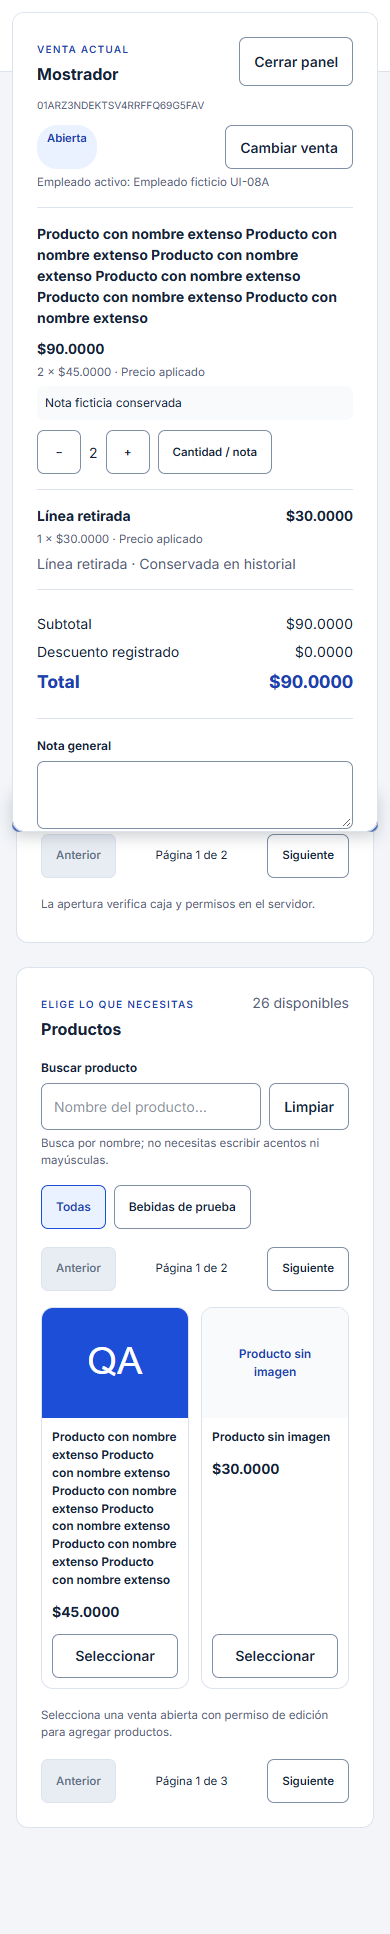 VENTA ACTUAL
Mostrador
Cerrar panel
01ARZ3NDEKTSV4RRFFQ69G5FAV
Abierta
Cambiar venta
Empleado activo: Empleado ficticio UI-08A
Producto con nombre extenso Producto con
nombre extenso Producto con nombre
extenso Producto con nombre extenso
Producto con nombre extenso Producto con
nombre extenso
$90.0000
2 × $45.0000 · Precio aplicado
Nota ficticia conservada
−
2
+
Cantidad / nota
Línea retirada
$30.0000
1 × $30.0000 · Precio aplicado
Línea retirada · Conservada en historial
Subtotal
$90.0000
Descuento registrado
$0.0000
Total
$90.0000
Nota general
Anterior
Página 1 de 2
Siguiente
La apertura verifica caja y permisos en el servidor.
ELIGE LO QUE NECESITAS
26 disponibles
Productos
Buscar producto
Nombre del producto...
Limpiar
Busca por nombre; no necesitas escribir acentos ni
mayúsculas.
Todas
Bebidas de prueba
Anterior
Página 1 de 2
Siguiente
QA
Producto con nombre
extenso Producto
con nombre extenso
Producto con nombre
extenso Producto
con nombre extenso
Producto con nombre
extenso Producto
con nombre extenso
$45.0000
Seleccionar
Producto sin
imagen
Producto sin imagen
$30.0000
Seleccionar
Selecciona una venta abierta con permiso de edición
para agregar productos.
Anterior
Página 1 de 3
Siguiente